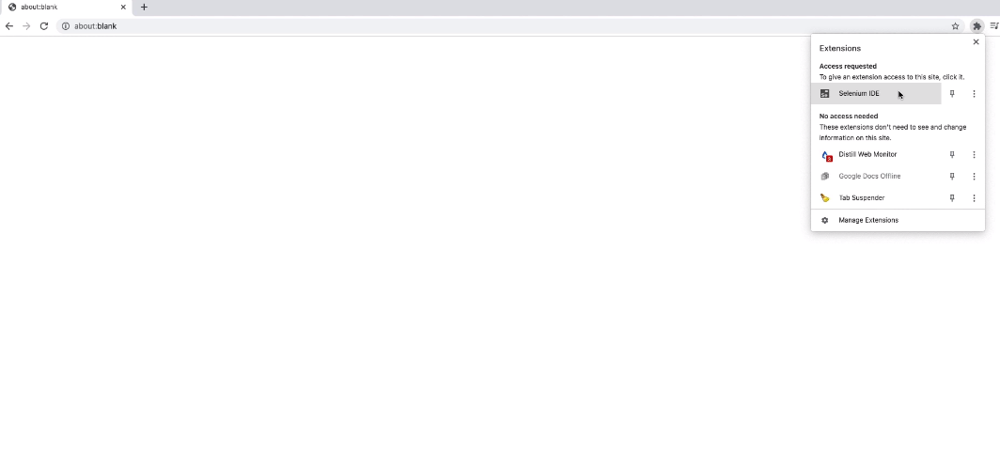 about:blank
about:blank
Extensions
Access requested
To give an extension access to this site, click it.
Selenium IDE
No access needed
These extensions don't need to see and change
information on this site.
Distill Web Monitor
Google Docs Offline
Tab Suspender
Manage Extensions